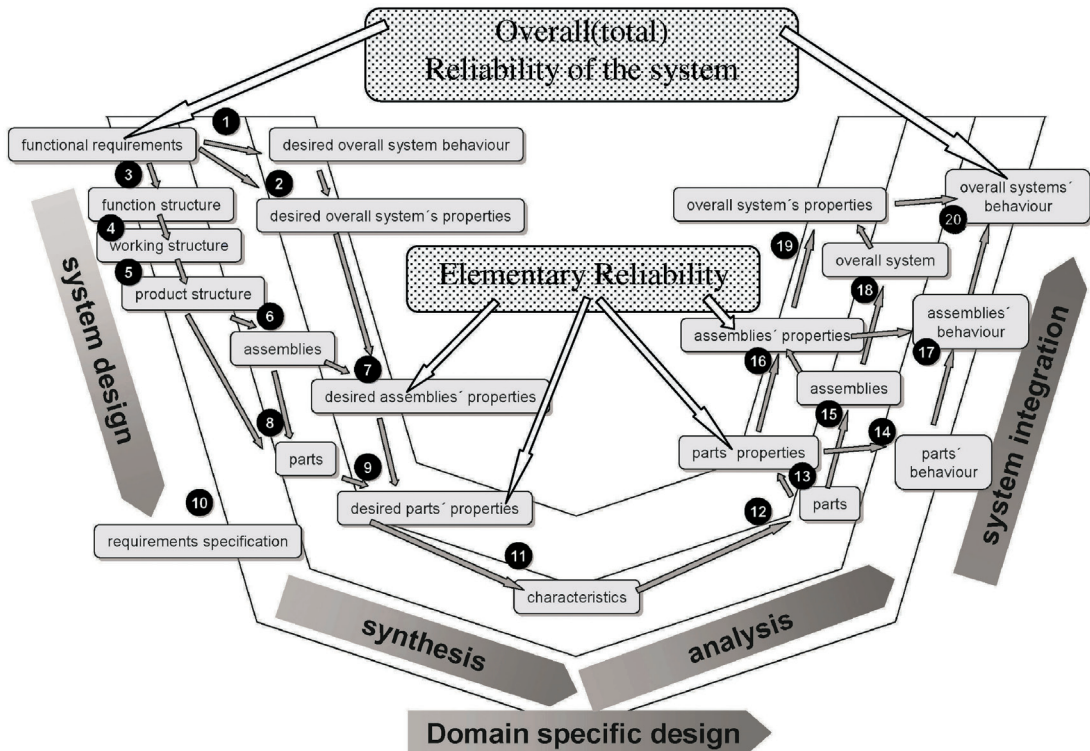 Overall(total)
Reliability of the system
1
functional requirements
desired overall system behaviour
3
2
function structure
desired overall system´s properties
4
working structure
5
product structure
6
assemblies
7
desired assemblies´ properties
8
parts
9
desired parts´ properties
10
requirements specification
11
characteristics
Elementary Reliability
overall systems´
behaviour
20
overall system´s properties
19
overall system
18
assemblies´ properties
16
assemblies´
behaviour
17
assemblies
15
parts´ properties
14
parts´
behaviour
13
parts
12
system design
synthesis
analysis
system integration
Domain specific design